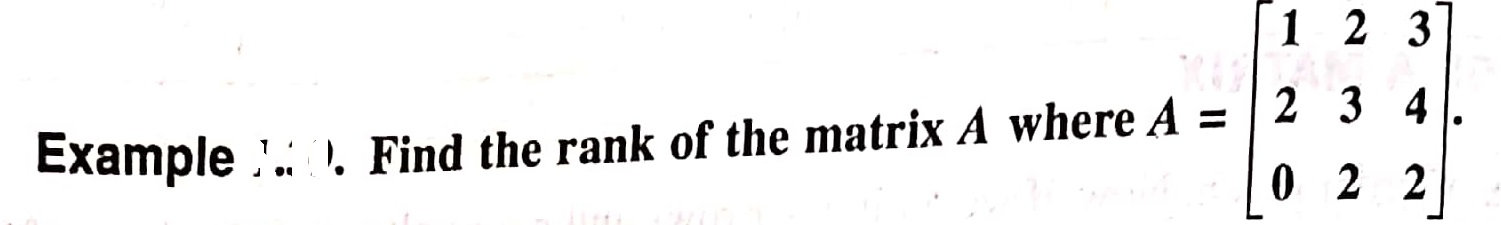 Example . Find the rank of the matrix A where A = [1 2 3
2 3 4
0 2 2].